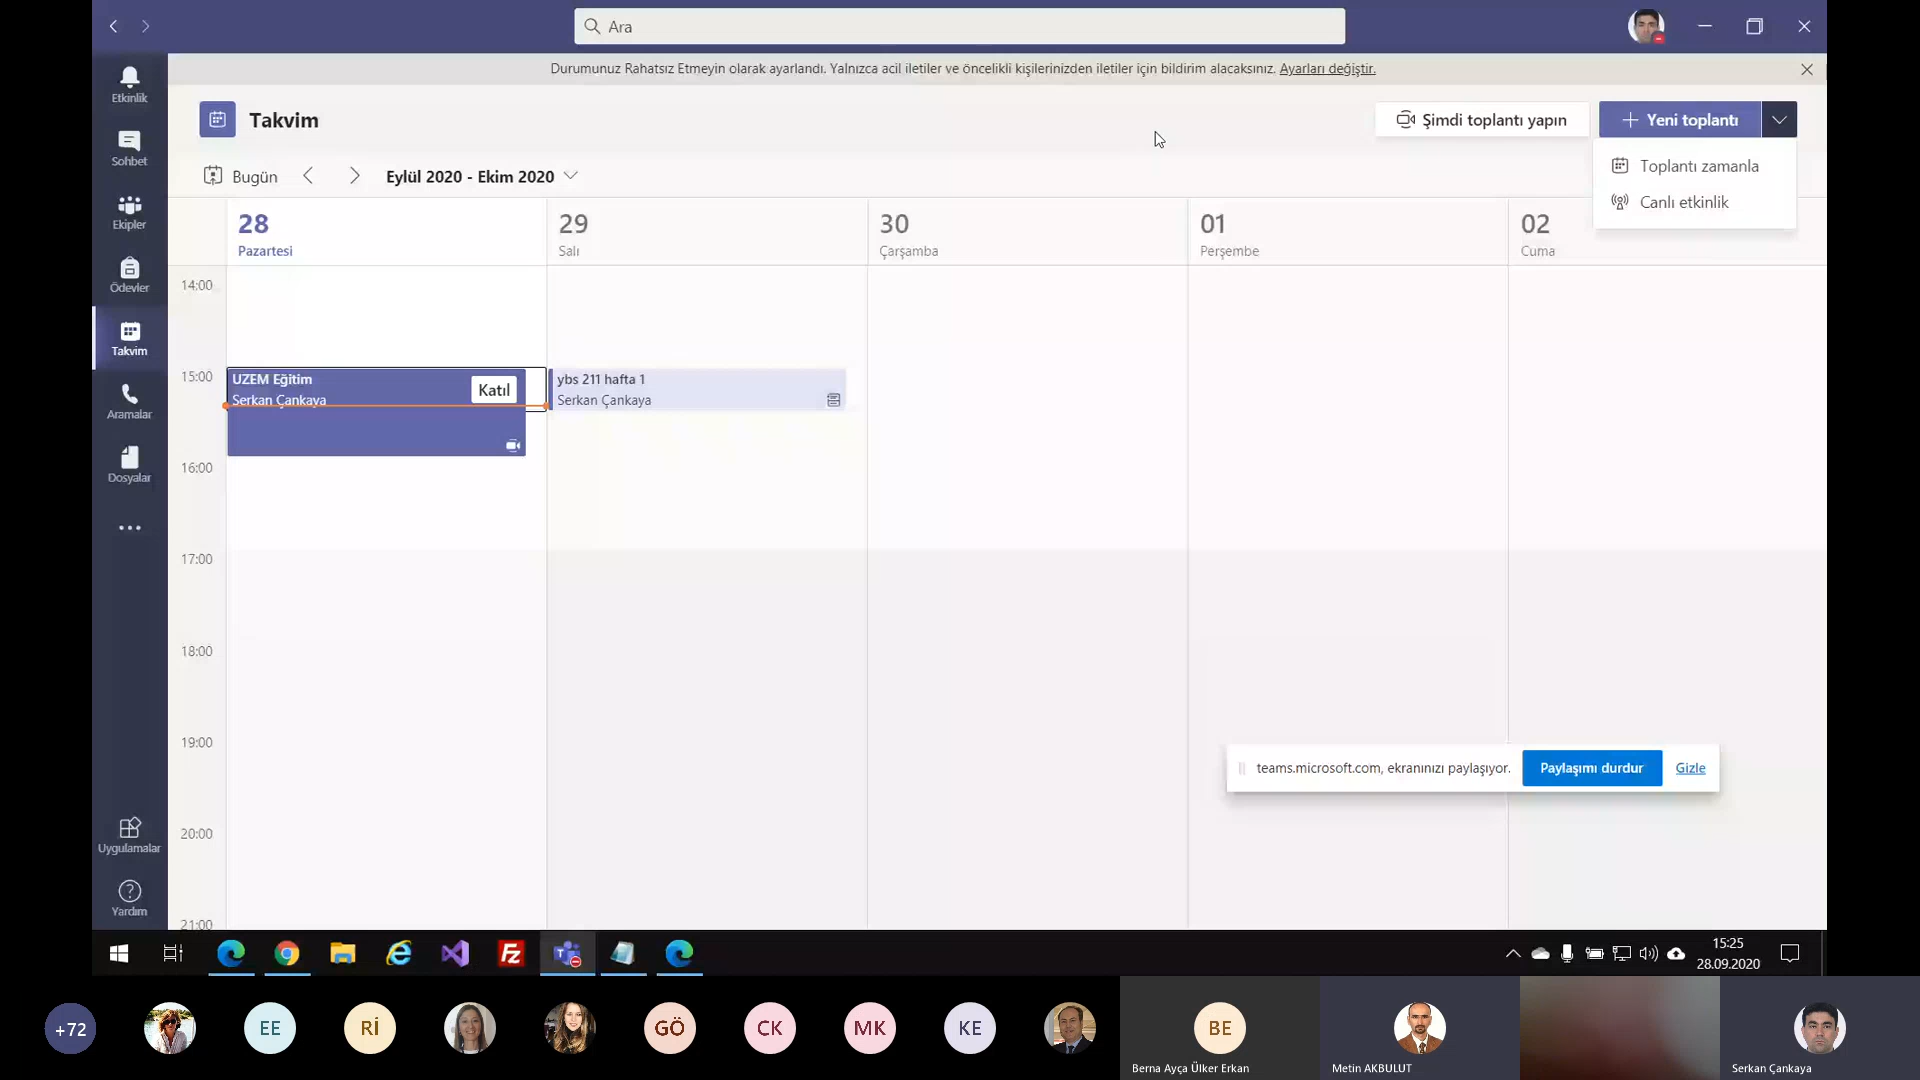 Ara
Durumunuz Rahatsız Etmeyin olarak ayarlandı. Yalnızca acil iletiler ve öncelikli kişilerinizden iletiler için bildirim alacaksınız. Ayarları değiştir.
Etkinlik
Sohbet
Ekipler
Ödevler
Takvim
Aramalar
Dosyalar
Uygulamalar
Yardım
Takvim
Şimdi toplantı yapın
Yeni toplantı
Toplantı zamanla
Canlı etkinlik
Bugün
Eylül 2020 - Ekim 2020
28
Pazartesi
29
Salı
30
Çarşamba
01
Perşembe
02
Cuma
14:00
15:00
16:00
17:00
18:00
19:00
20:00
21:00
UZEM Eğitim
Serkan Çankaya
Katıl
ybs 211 hafta 1
Serkan Çankaya
teams.microsoft.com, ekranınızı paylaşıyor.
Paylaşımı durdur
Gizle
15:25
28.09.2020
+72
EE
Rİ
GÖ
CK
MK
KE
BE
Berna Ayça Ülker Erkan
Metin AKBULUT
Serkan Çankaya